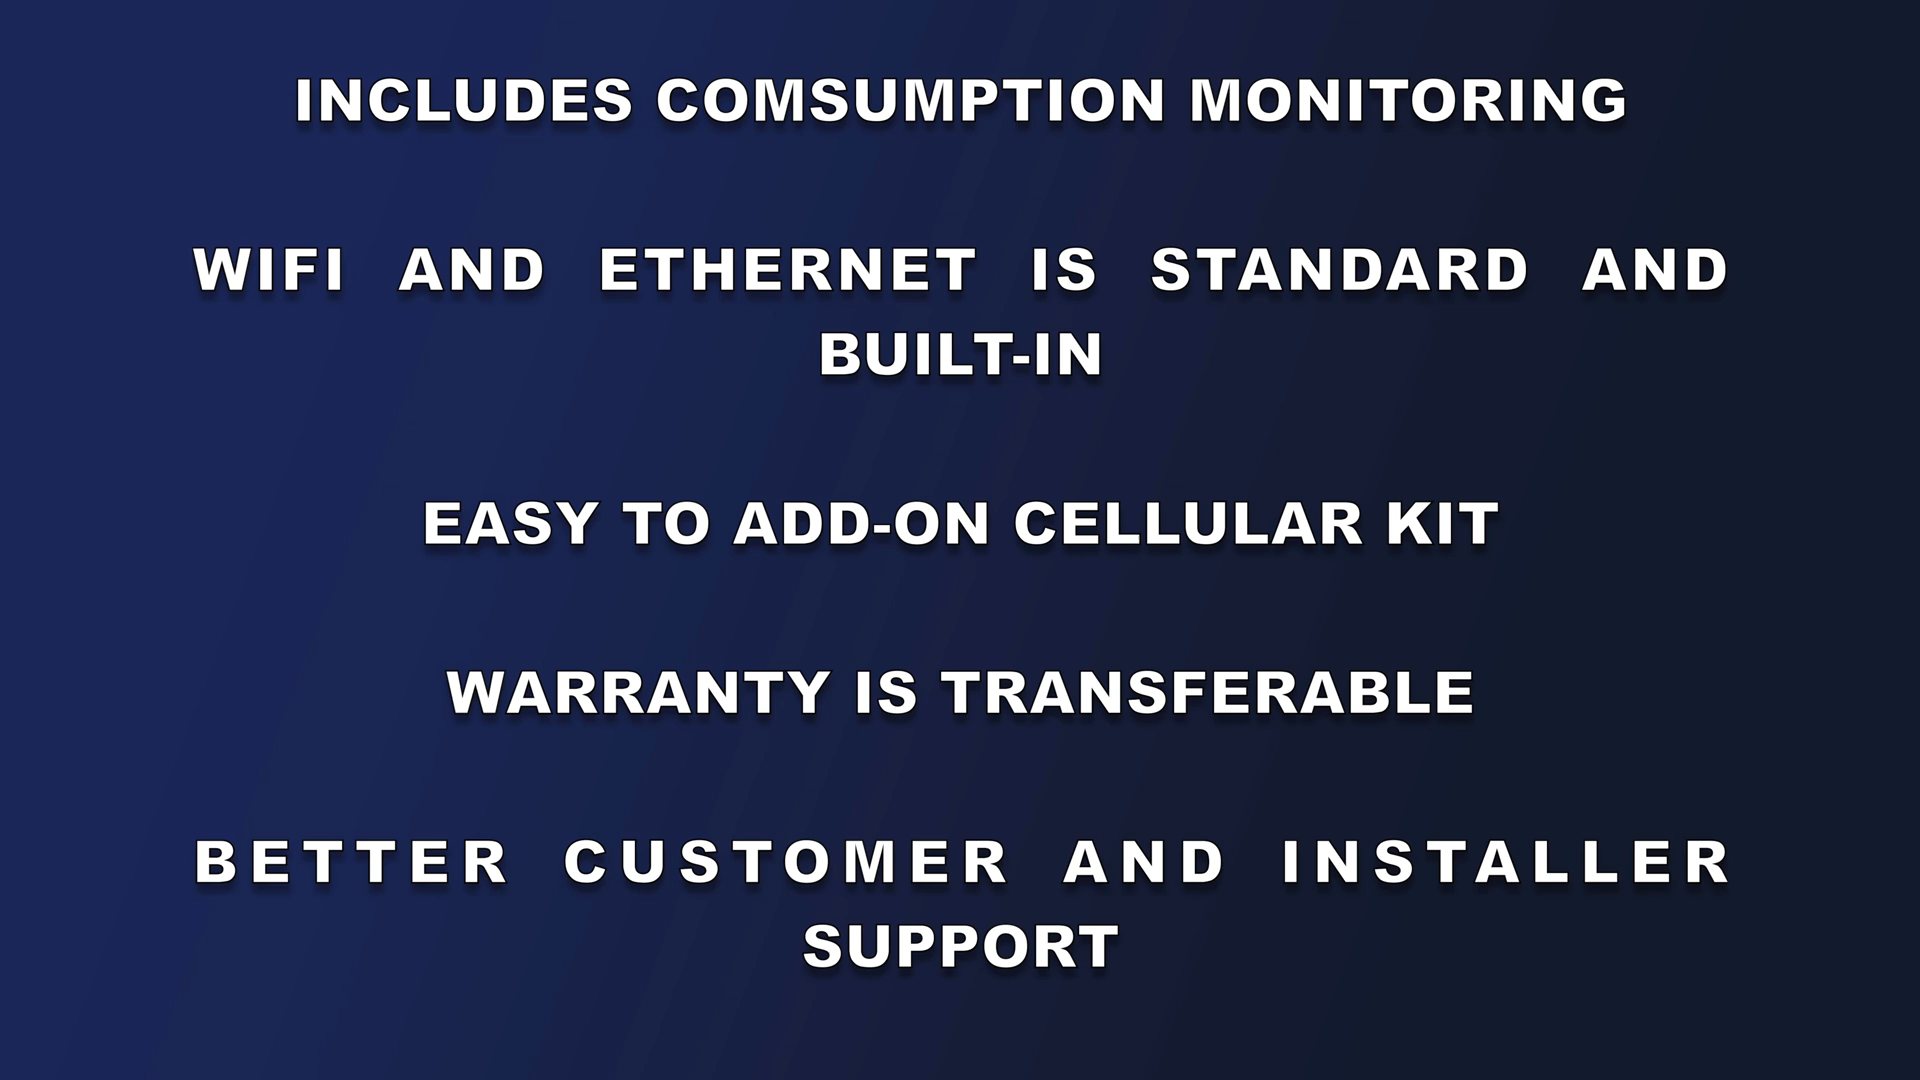 INCLUDES COMSUMPTION MONITORING
WIFI AND ETHERNET IS STANDARD AND
BUILT-IN
EASY TO ADD-ON CELLULAR KIT
WARRANTY IS TRANSFERABLE
BETTER CUSTOMER AND INSTALLER
SUPPORT